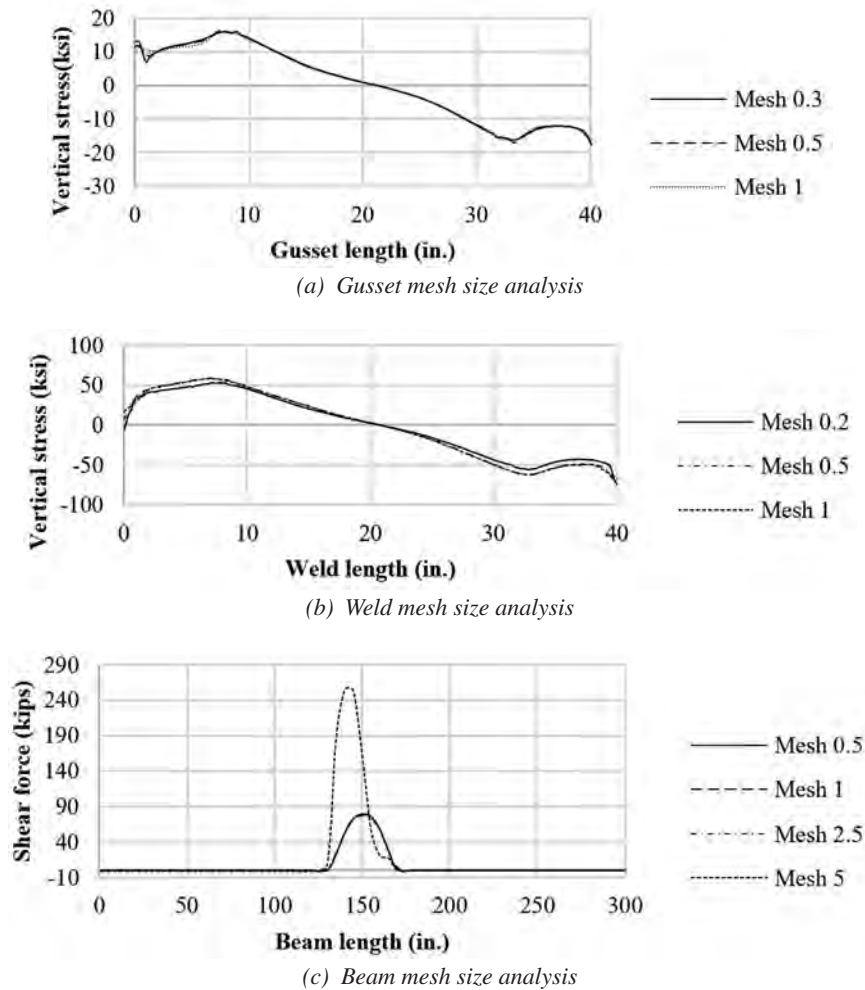 20
10
0
-10
-20
-30
Vertical stress(ksi)
0 10 20 30 40
Gusset length (in.)
Mesh 0.3
Mesh 0.5
Mesh 1
(a) Gusset mesh size analysis
100
50
0
-50
-100
Vertical stress (ksi)
0 10 20 30 40
Weld length (in.)
Mesh 0.2
Mesh 0.5
Mesh 1
(b) Weld mesh size analysis
290
240
190
140
90
40
-10
Shear force (kips)
0 50 100 150 200 250 300
Beam length (in.)
Mesh 0.5
Mesh 1
Mesh 2.5
Mesh 5
(c) Beam mesh size analysis